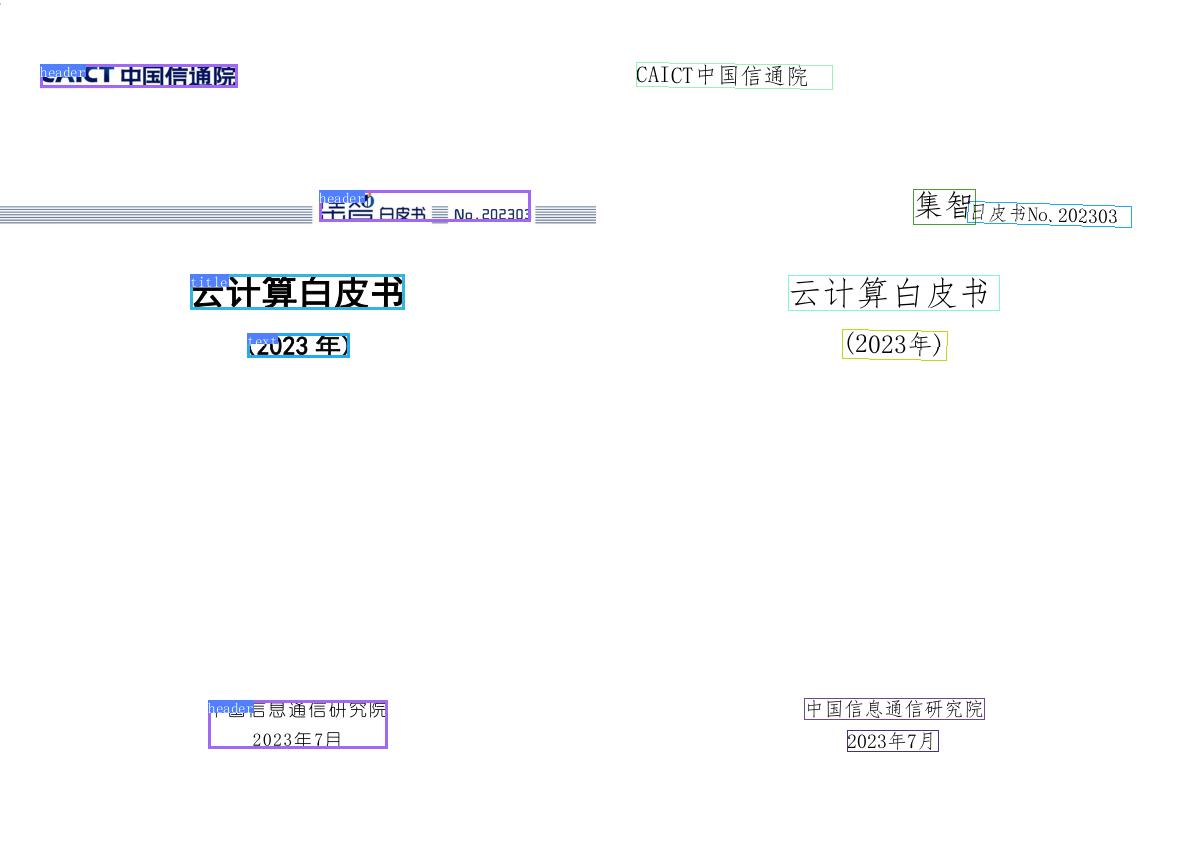 header
CAICT 中国信通院
CAICT中国信通院
header
集智 白皮书 No.202303
集智
白皮书No.202303
title
云计算白皮书
云计算白皮书
text
(2023 年)
(2023年)
header
中国信息通信研究院
2023年7月
中国信息通信研究院
2023年7月